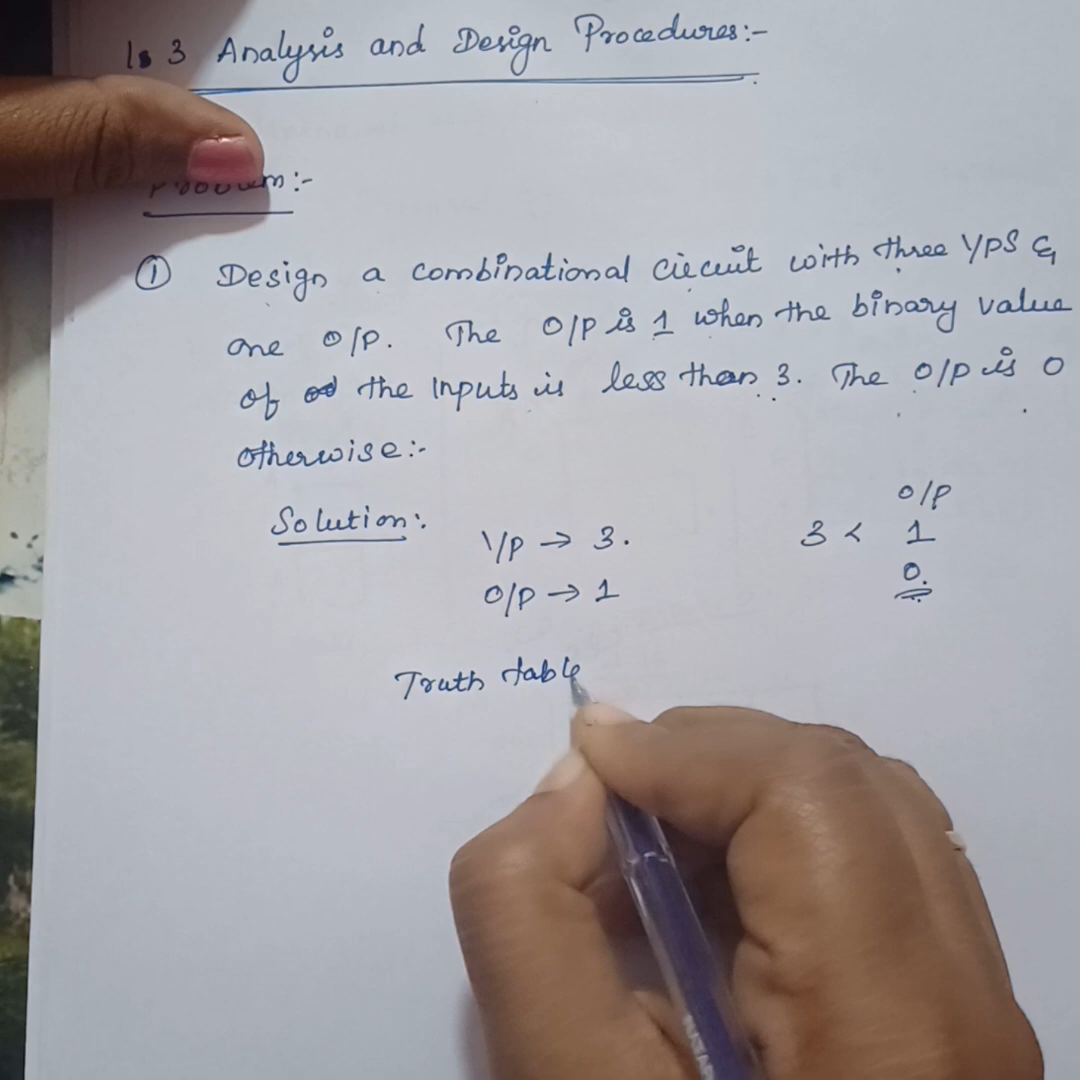 1.3 Analysis and Design Procedures:-
Problem:-
① Design a combinational circuit with three I/PS &
one O/P. The O/P is 1 when the binary value
of the Inputs is less than 3. The O/P is 0
otherwise:-
Solution:
O/P
I/P → 3. 3 < 1
O/P → 1 0.
Truth table